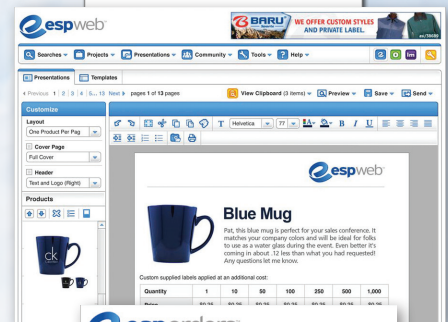 espweb
BARU WE OFFER CUSTOM STYLES
AND PRIVATE LABEL.
Searches Projects Presentations Community Tools Help
Presentations Templates
Previous 1 2 3 4 5... 13 Next pages 1 of 13 pages View Clipboard (3 items) Preview Save Send
Customize
Layout
One Product Per Pag
Cover Page
Full Cover
Header
Text and Logo (Right)
Products
T Helvetica 77 A B I U
espweb
Blue Mug
Pat, this blue mug is perfect for your sales conference. It
matches your company colors and will be ideal for folks
to use as a water glass during the event. Even better it's
coming in about .12 less than what you had requested!
Any questions let me know.
ck
Custom supplied labels applied at an additional cost:
Quantity 1 10 50 100 250 500 1,000